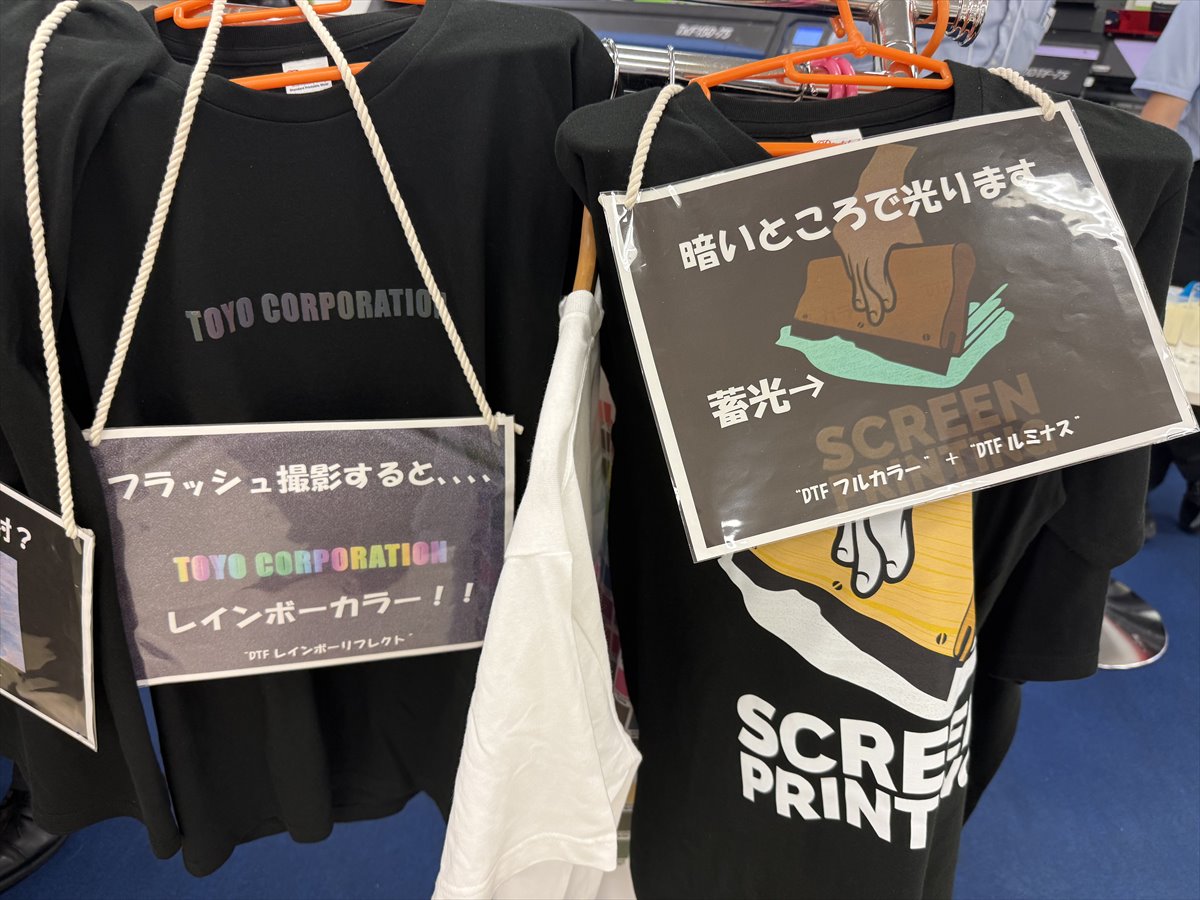 TOYO CORPORATION
フラッシュ撮影すると、、、、
TOYO CORPORATION
レインボーカラー！！
"DTF レインボーリフレクト"
対？
暗いところで光ります
蓄光→
SCREEN
PRINTING
"DTF フルカラー" + "DTF ルミナス"
SCREE
PRINT